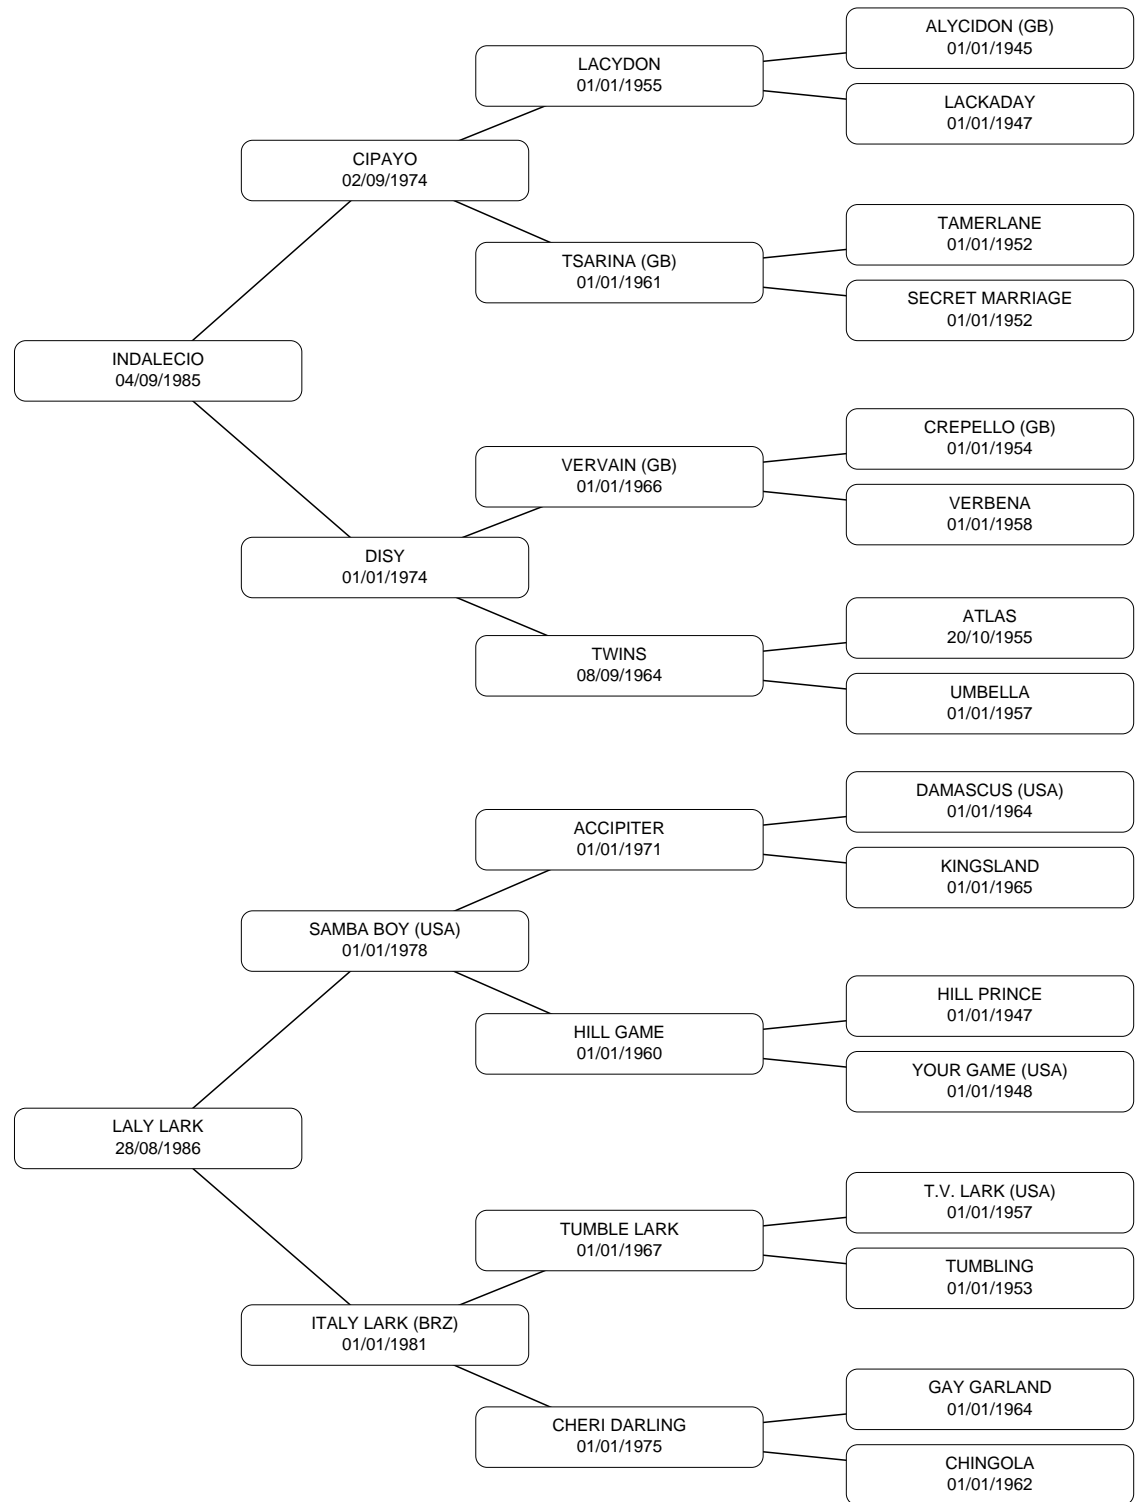 ALYCIDON (GB)
01/01/1945
LACYDON
01/01/1955
LACKADAY
01/01/1947
CIPAYO
02/09/1974
TAMERLANE
01/01/1952
TSARINA (GB)
01/01/1961
SECRET MARRIAGE
01/01/1952
INDALECIO
04/09/1985
CREPELLO (GB)
01/01/1954
VERVAIN (GB)
01/01/1966
VERBENA
01/01/1958
DISY
01/01/1974
ATLAS
20/10/1955
TWINS
08/09/1964
UMBELLA
01/01/1957
DAMASCUS (USA)
01/01/1964
ACCIPITER
01/01/1971
KINGSLAND
01/01/1965
SAMBA BOY (USA)
01/01/1978
HILL PRINCE
01/01/1947
HILL GAME
01/01/1960
YOUR GAME (USA)
01/01/1948
LALY LARK
28/08/1986
T.V. LARK (USA)
01/01/1957
TUMBLE LARK
01/01/1967
TUMBLING
01/01/1953
ITALY LARK (BRZ)
01/01/1981
GAY GARLAND
01/01/1964
CHERI DARLING
01/01/1975
CHINGOLA
01/01/1962